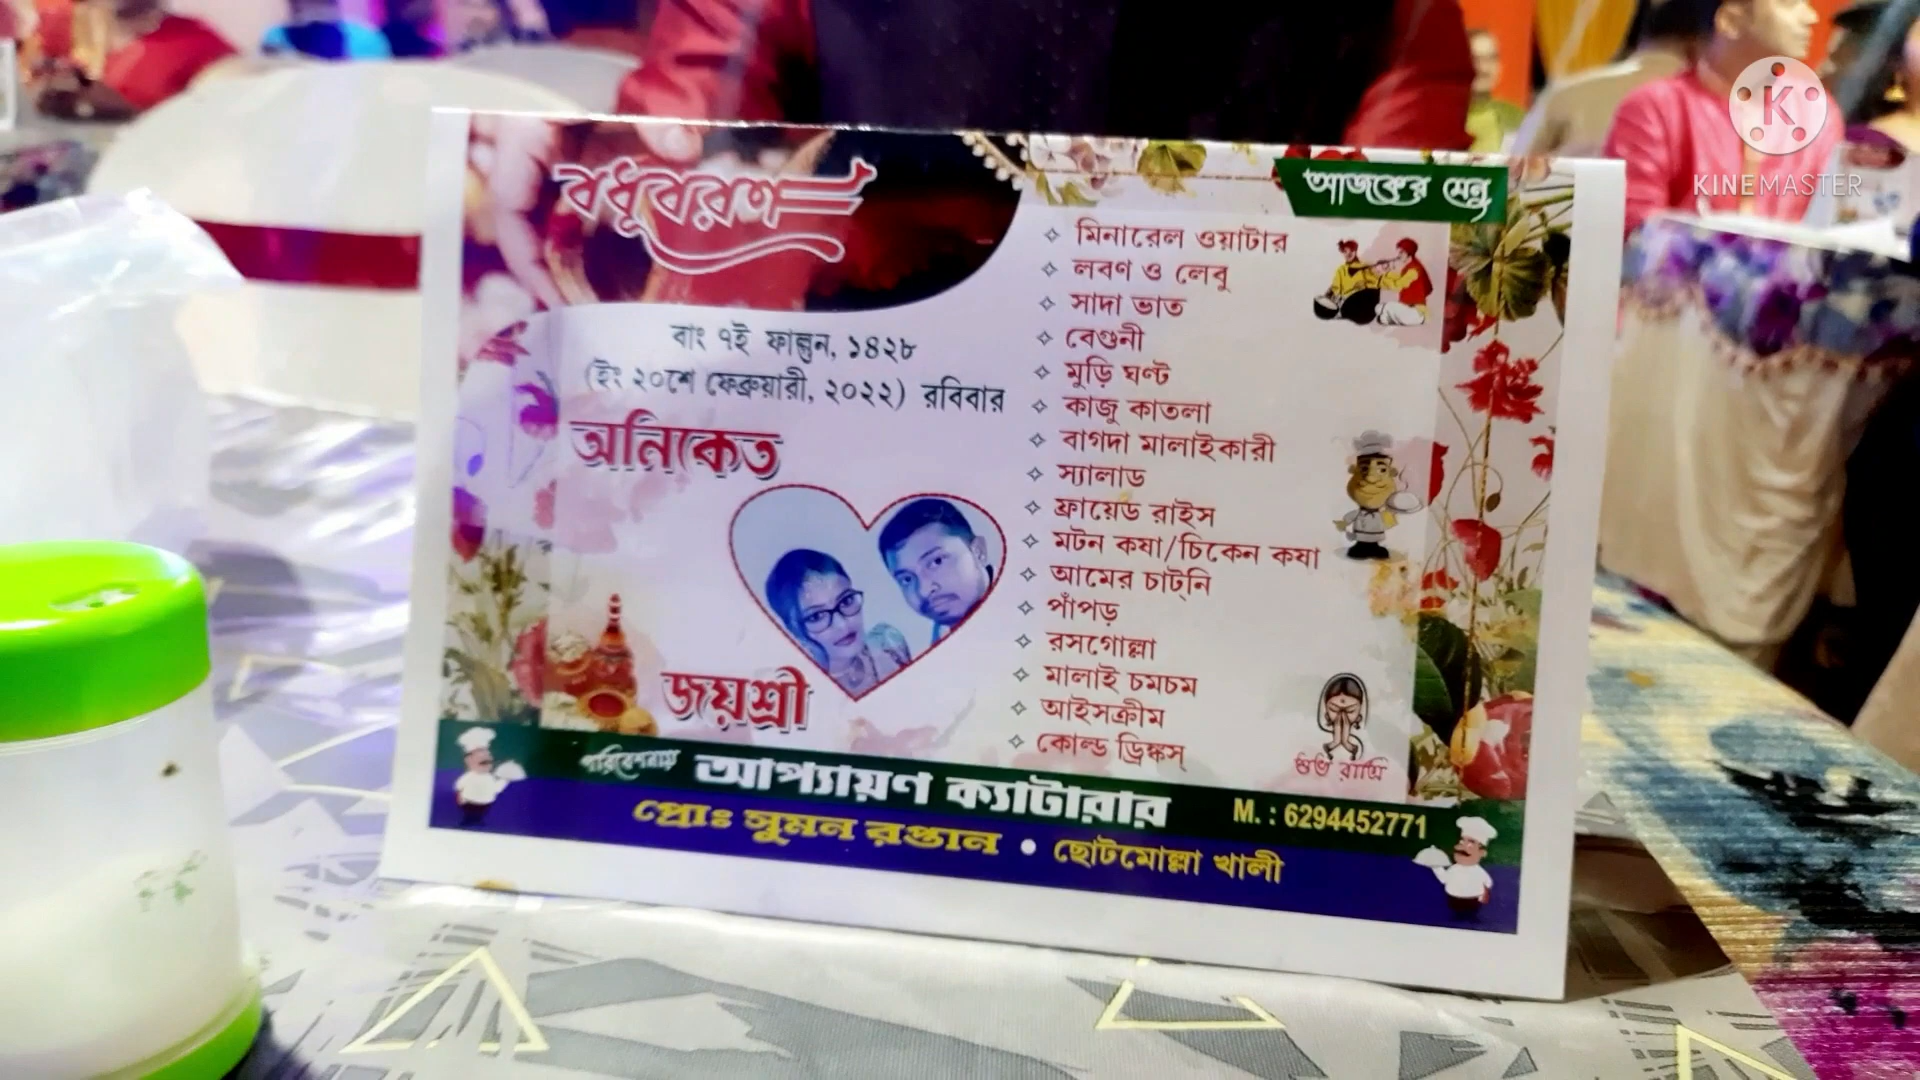 বধূবরণ
বাং ৭ই ফাল্গুন, ১৪২৮
(ইং ২০শে ফেব্রুয়ারী, ২০২২) রবিবার
অনিকেত
জয়শ্রী
আজকের মেনু
মিনারেল ওয়াটার
লবণ ও লেবু
সাদা ভাত
বেগুনী
মুড়ি ঘণ্ট
কাজু কাতলা
বাগদা মালাইকারী
স্যালাড
ফ্রায়েড রাইস
মটন কষা/চিকেন কষা
আমের চাট্‌নি
পাঁপড়
রসগোল্লা
মালাই চমচম
আইসক্রীম
কোল্ড ড্রিঙ্কস্
শুভ রাত্রি
পরিবেশনায় আপ্যায়ণ ক্যাটারার M. : 6294452771
প্রোঃ সুমন রপ্তান • ছোটমোল্লা খালী
K
KINEMASTER